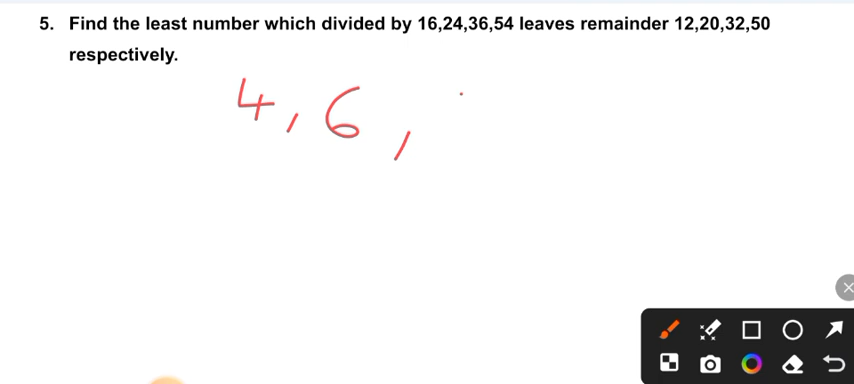 5. Find the least number which divided by 16,24,36,54 leaves remainder 12,20,32,50
respectively.
4, 6,